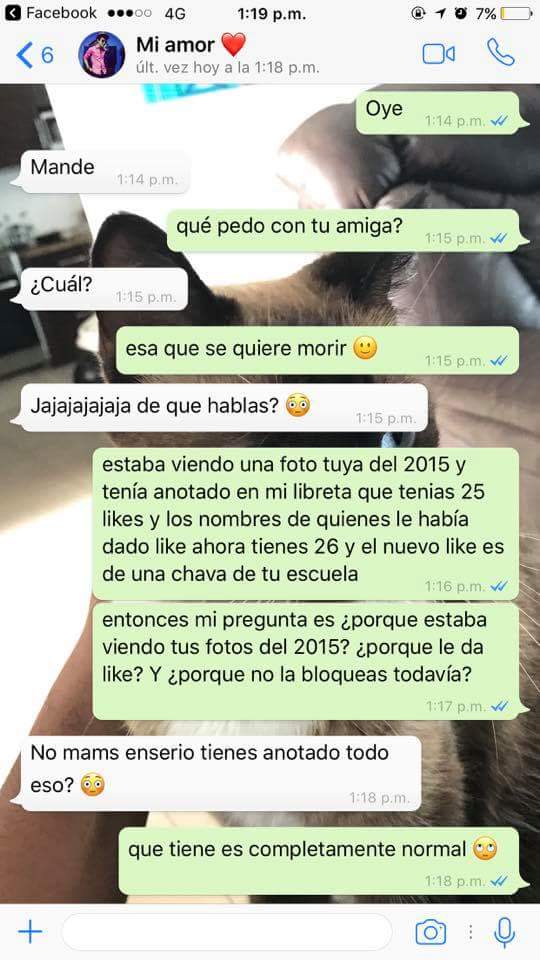 Facebook 4G 1:19 p.m. 7%
6 Mi amor ❤️
últ. vez hoy a la 1:18 p.m.
Oye
1:14 p.m.
Mande
1:14 p.m.
qué pedo con tu amiga?
1:15 p.m.
¿Cuál?
1:15 p.m.
esa que se quiere morir 🙂
1:15 p.m.
Jajajajajaja de que hablas? 😳
1:15 p.m.
estaba viendo una foto tuya del 2015 y
tenía anotado en mi libreta que tenias 25
likes y los nombres de quienes le había
dado like ahora tienes 26 y el nuevo like es
de una chava de tu escuela
1:16 p.m.
entonces mi pregunta es ¿porque estaba
viendo tus fotos del 2015? ¿porque le da
like? Y ¿porque no la bloqueas todavía?
1:17 p.m.
No mams enserio tienes anotado todo
eso? 😳
1:18 p.m.
que tiene es completamente normal 🙄
1:18 p.m.